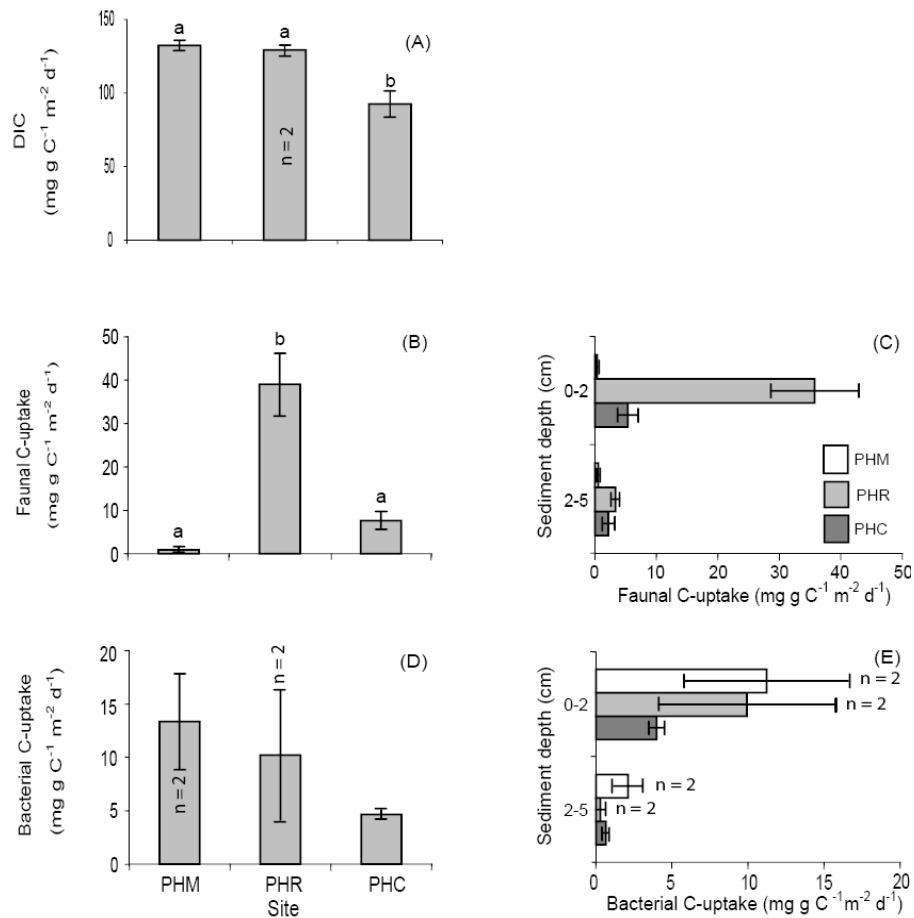 (A)
DIC
(mg g C⁻¹ m⁻² d⁻¹)
150
100
50
0
a
a
b
n = 2
(B)
Faunal C-uptake
(mg g C⁻¹ m⁻² d⁻¹)
50
40
30
20
10
0
a
b
a
(C)
Sediment depth (cm)
0-2
2-5
PHM
PHR
PHC
0 10 20 30 40 50
Faunal C-uptake (mg g C⁻¹ m⁻² d⁻¹)
(D)
Bacterial C-uptake
(mg g C⁻¹ m⁻² d⁻¹)
20
15
10
5
0
n = 2
n = 2
PHM PHR PHC
Site
(E)
Sediment depth (cm)
0-2
2-5
n = 2
n = 2
n = 2
n = 2
0 5 10 15 20
Bacterial C-uptake (mg g C⁻¹ m⁻² d⁻¹)